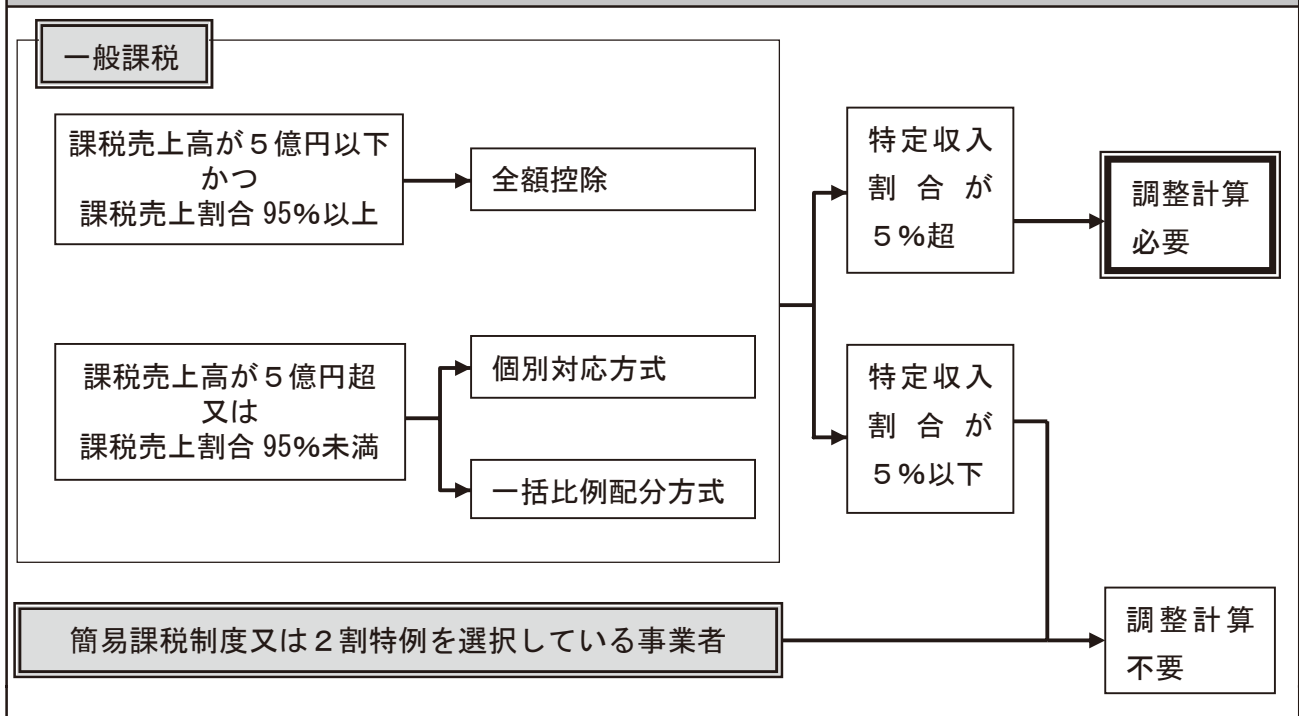 一般課税
課税売上高が５億円以下
かつ
課税売上割合 95％以上
全額控除
課税売上高が５億円超
又は
課税売上割合 95％未満
個別対応方式
一括比例配分方式
特定収入
割合が
５％超
調整計算
必要
特定収入
割合が
５％以下
簡易課税制度又は２割特例を選択している事業者
調整計算
不要